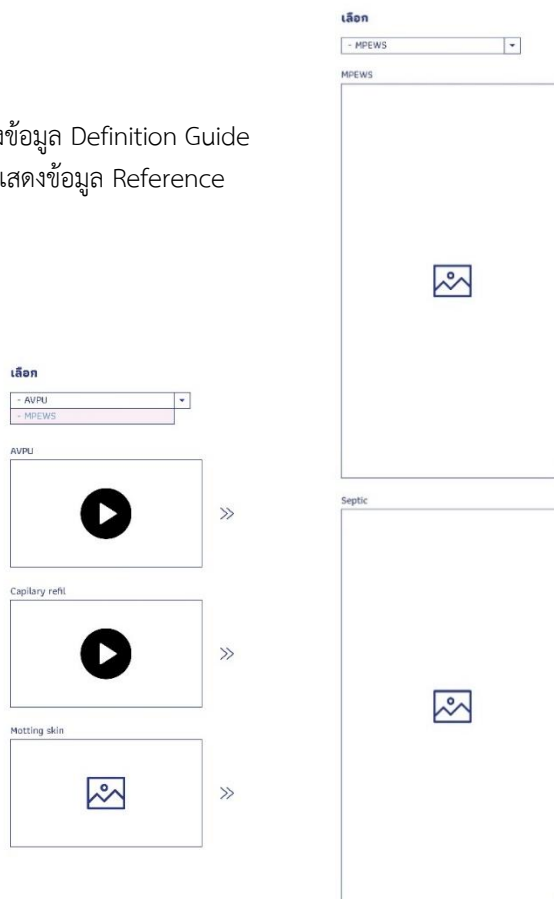 ข้อมูล Definition Guide
แสดงข้อมูล Reference
เลือก
- AVPU
- MPEWS
AVPU
Capilary refil
Motting skin
เลือก
- MPEWS
MPEWS
Septic